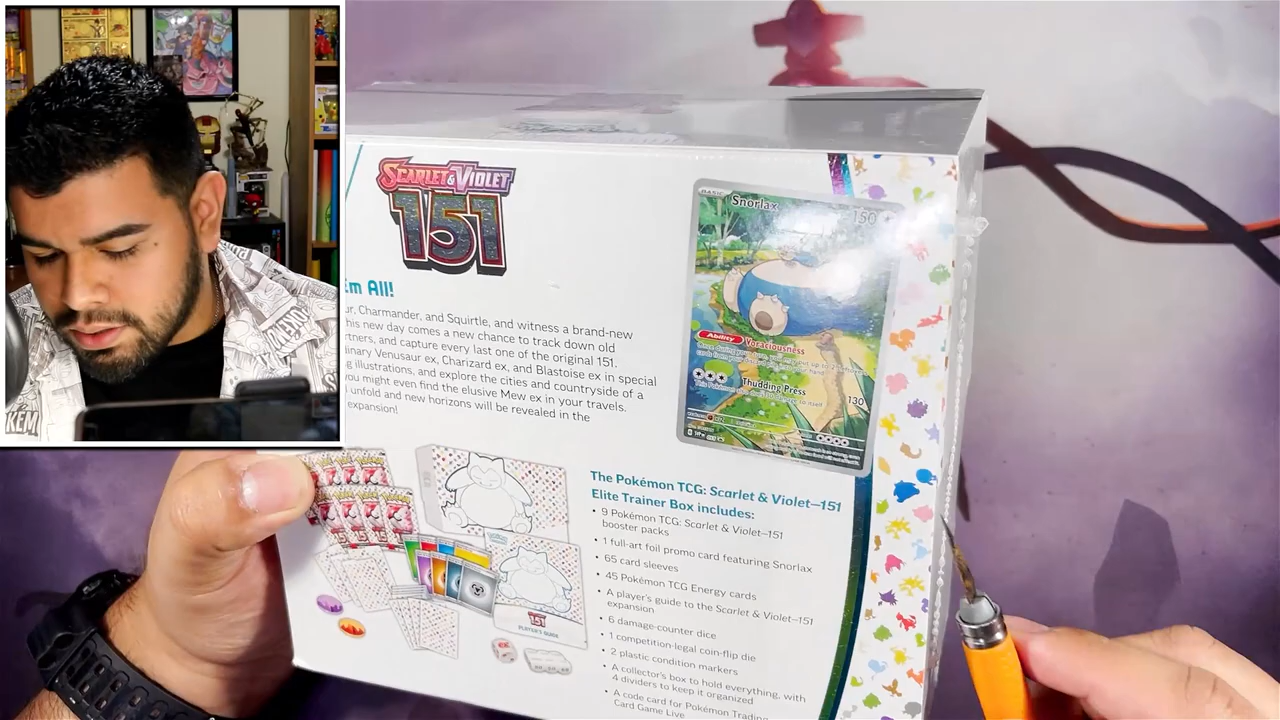 SCARLET & VIOLET
151
Em All!
ur, Charmander, and Squirtle, and witness a brand-new
his new day comes a new chance to track down old
rtners, and capture every last one of the original 151.
dinary Venusaur ex, Charizard ex, and Blastoise ex in special
g illustrations, and explore the cities and countryside of a
you might even find the elusive Mew ex in your travels.
unfold and new horizons will be revealed in the
expansion!
BASIC
Snorlax
150
Ability Voraciousness
Thudding Press
130
The Pokémon TCG: Scarlet & Violet—151
Elite Trainer Box includes:
• 9 Pokémon TCG: Scarlet & Violet—151
booster packs
• 1 full-art foil promo card featuring Snorlax
• 65 card sleeves
• 45 Pokémon TCG Energy cards
• A player's guide to the Scarlet & Violet—151
expansion
• 6 damage-counter dice
• 1 competition-legal coin-flip die
• 2 plastic condition markers
• A collector's box to hold everything, with
4 dividers to keep it organized
• A code card for Pokémon Trading
Card Game Live
151
PLAYER'S GUIDE